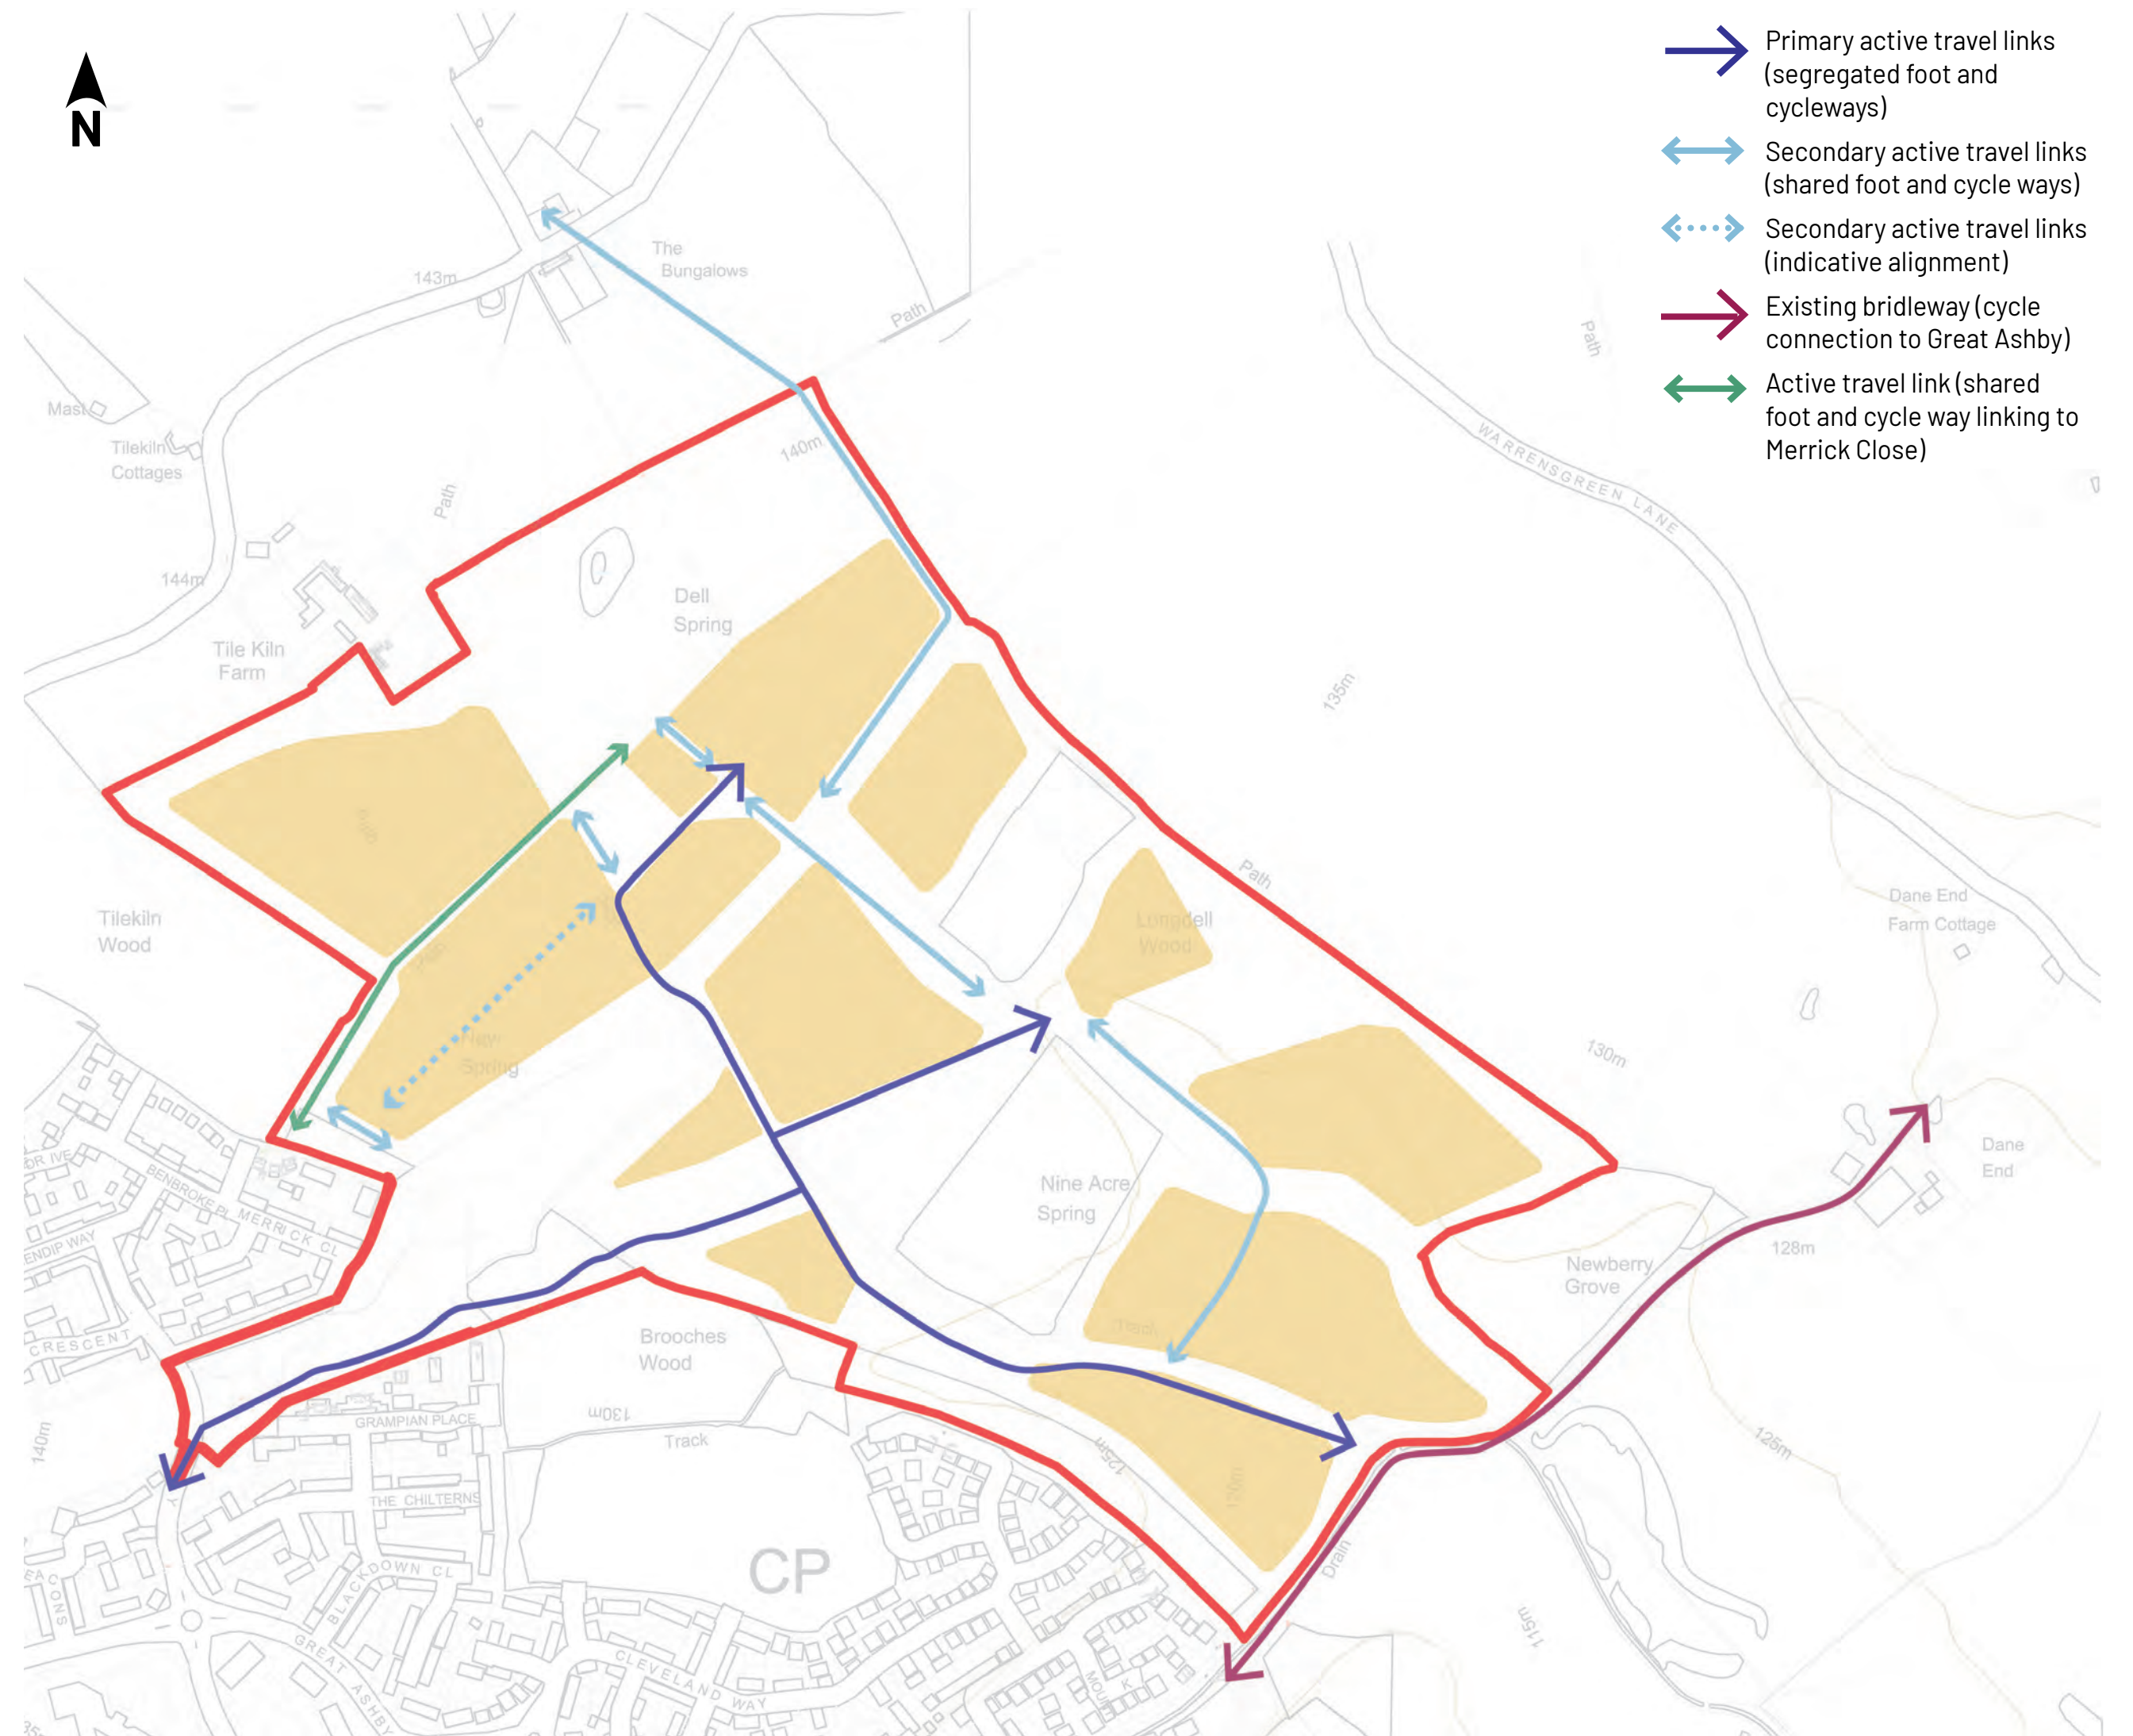 N
Primary active travel links
(segregated foot and
cycleways)
Secondary active travel links
(shared foot and cycle ways)
Secondary active travel links
(indicative alignment)
Existing bridleway (cycle
connection to Great Ashby)
Active travel link (shared
foot and cycle way linking to
Merrick Close)
The
Bungalows
143m
Path
Path
Mast
Tilekiln
Cottages
140m
WARRENSGREEN LANE
Path
144m
Dell
Spring
Tile Kiln
Farm
135m
Path
Dane End
Farm Cottage
Tilekiln
Wood
Longdell
Wood
130m
Spring
Dane
End
BENBROKE PL
MERRICK CL
Nine Acre
Spring
128m
Newberry
Grove
CRESCENT
Brooches
Wood
130m
Track
GRAMPIAN PLACE
140m
125m
125m
120m
THE CHILTERNS
CP
Drain
BLACKDOWN CL
115m
GREAT ASHBY
CLEVELAND WAY